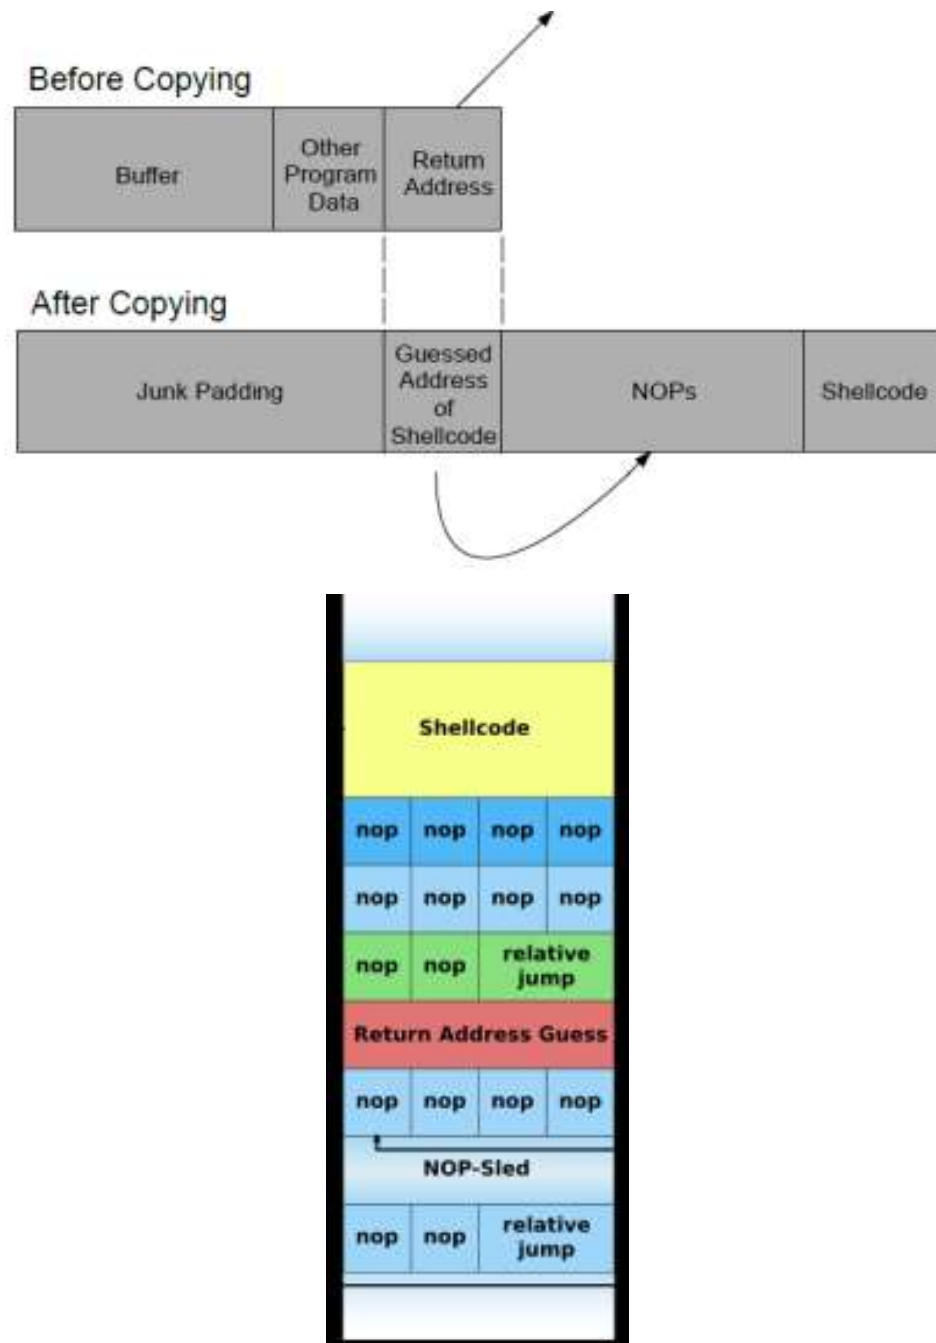 Before Copying
Buffer
Other
Program
Data
Return
Address
After Copying
Junk Padding
Guessed
Address
of
Shellcode
NOPs
Shellcode
Shellcode
nop nop nop nop
nop nop nop nop
nop nop relative
jump
Return Address Guess
nop nop nop nop
NOP-Sled
nop nop relative
jump